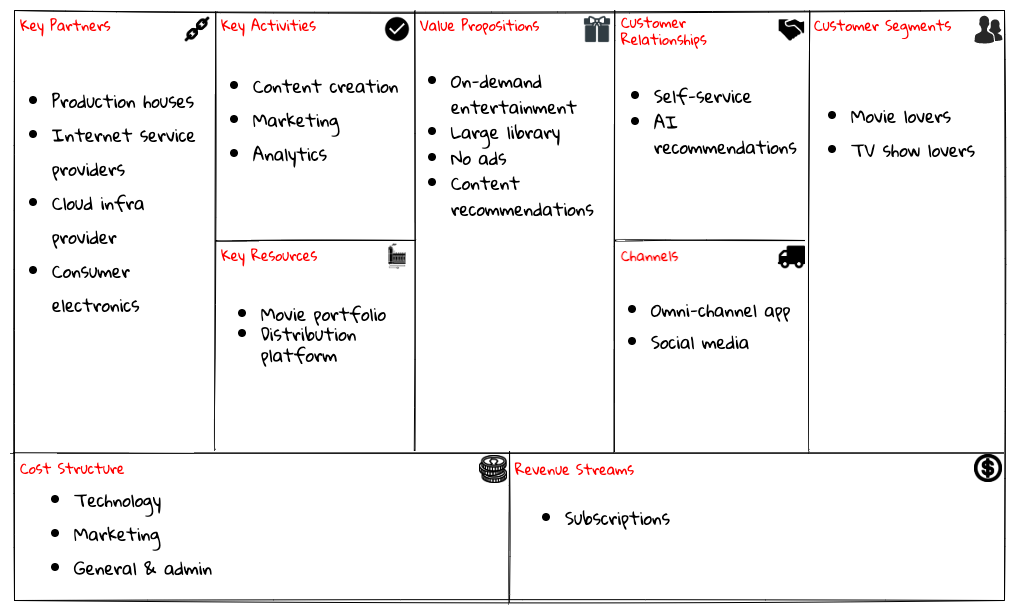 Key Partners
Production houses
Internet service
providers
Cloud infra
provider
Consumer
electronics
Key Activities
Content creation
Marketing
Analytics
Key Resources
Movie portfolio
Distribution
platform
Value Propositions
On-demand
entertainment
Large library
No ads
Content
recommendations
Customer
Relationships
Self-service
AI
recommendations
Channels
Omni-channel app
Social media
Customer Segments
Movie lovers
TV show lovers
Cost Structure
Technology
Marketing
General & admin
Revenue Streams
Subscriptions
$